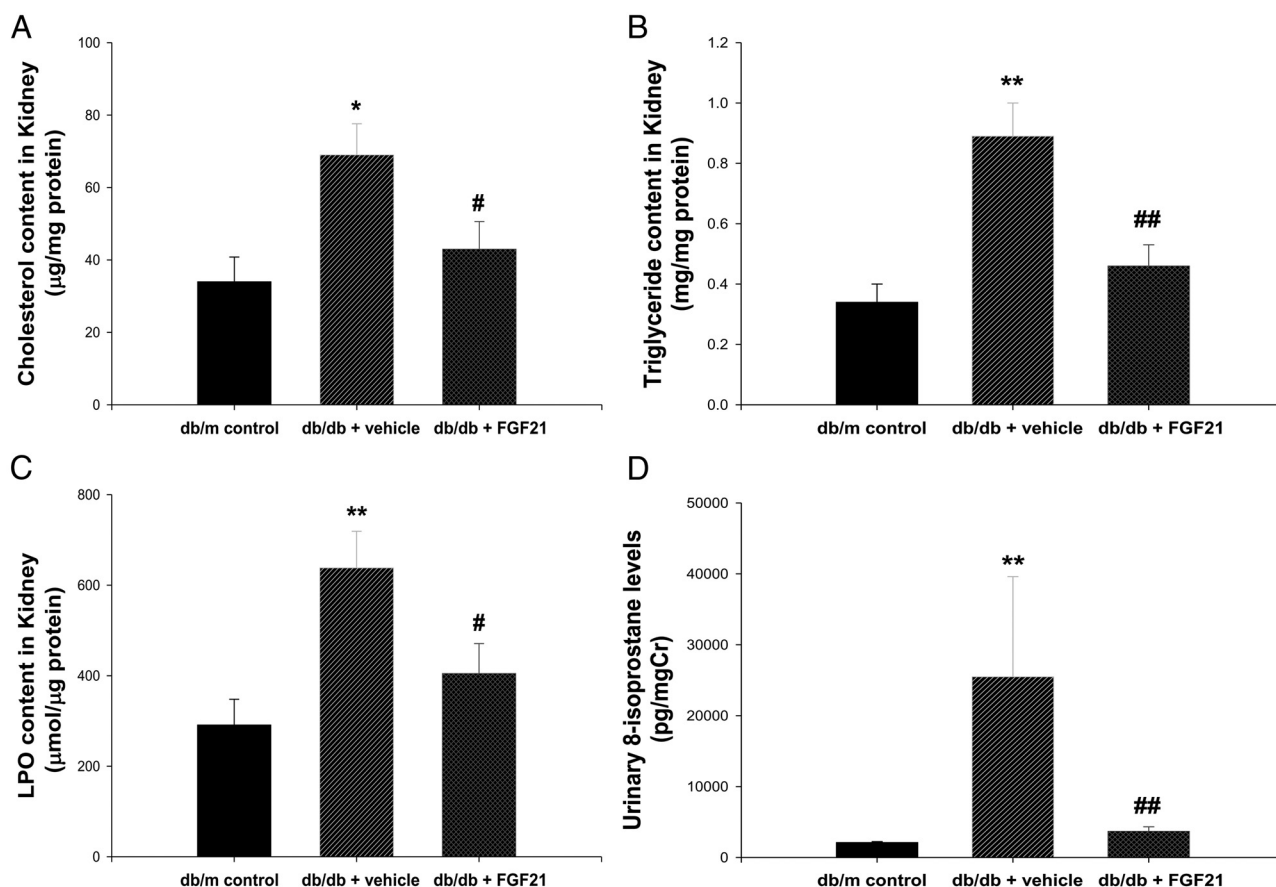 A
Cholesterol content in Kidney
(μg/mg protein)
100
80
60
40
20
0
*
#
db/m control
db/db + vehicle
db/db + FGF21
B
Triglyceride content in Kidney
(mg/mg protein)
1.2
1.0
0.8
0.6
0.4
0.2
0.0
**
##
db/m control
db/db + vehicle
db/db + FGF21
C
LPO content in Kidney
(μmol/μg protein)
800
600
400
200
0
**
#
db/m control
db/db + vehicle
db/db + FGF21
D
Urinary 8-isoprostane levels
(pg/mgCr)
50000
40000
30000
20000
10000
0
**
##
db/m control
db/db + vehicle
db/db + FGF21